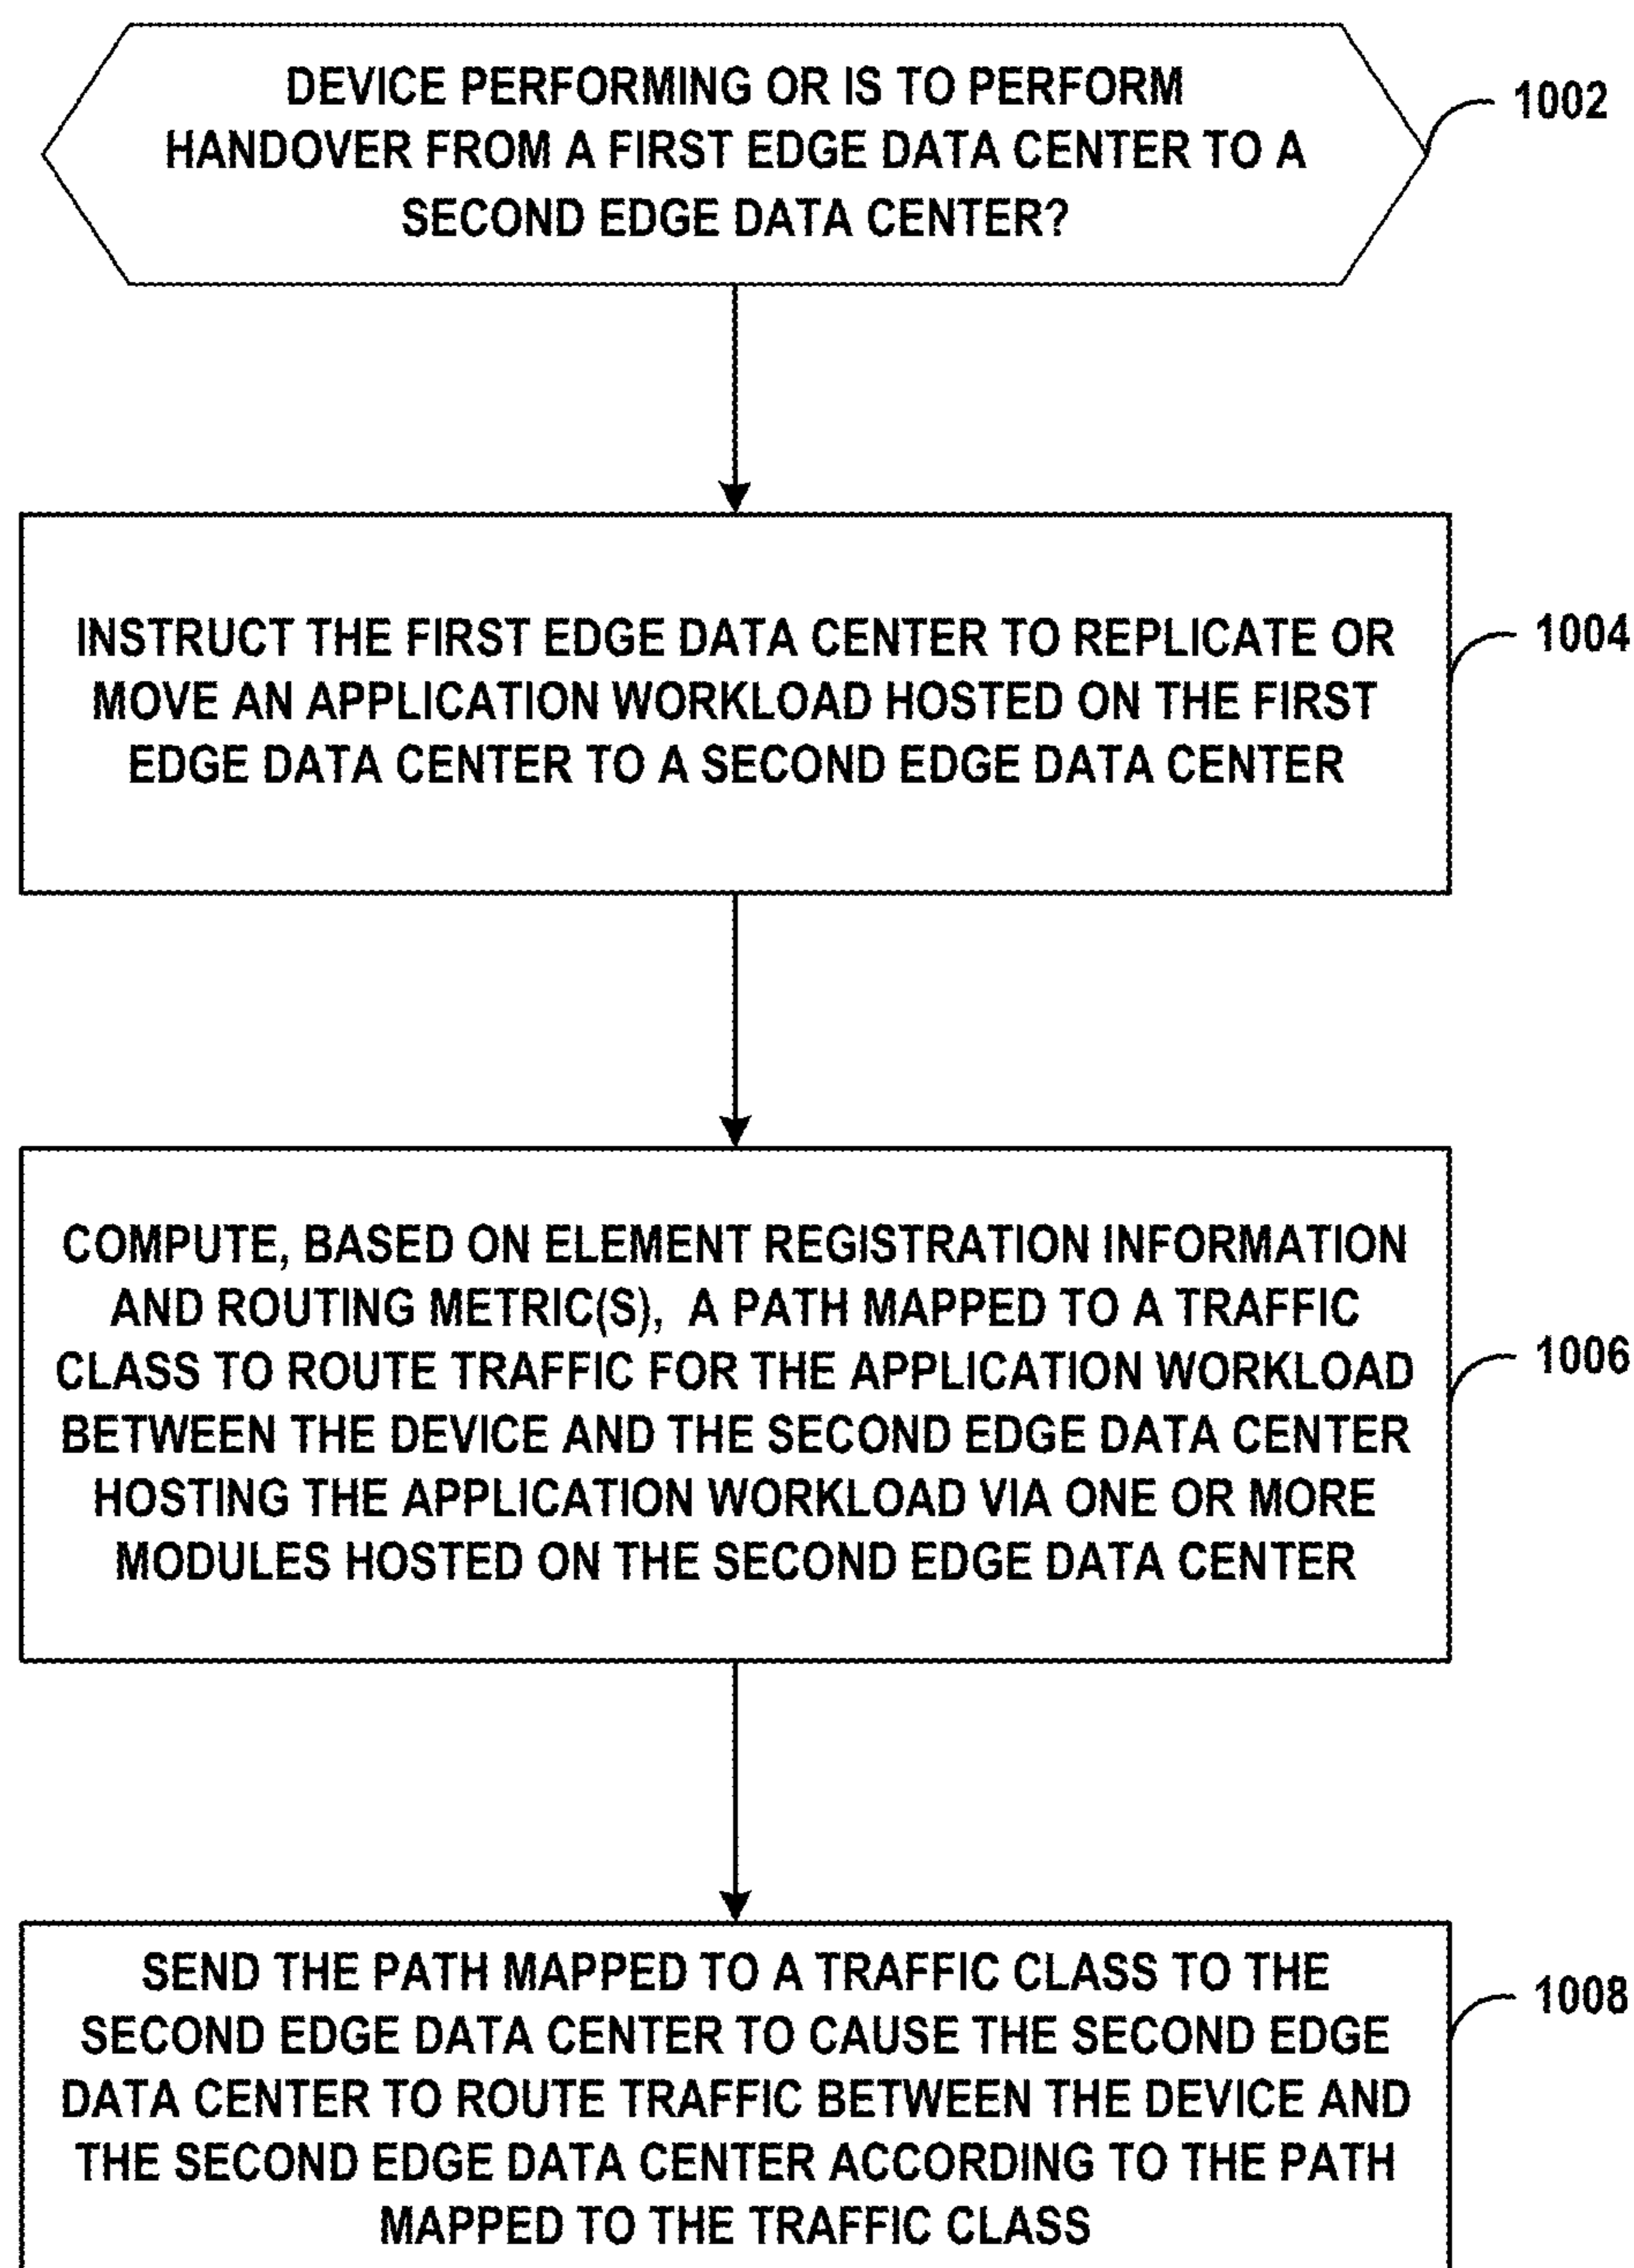 DEVICE PERFORMING OR IS TO PERFORM
HANDOVER FROM A FIRST EDGE DATA CENTER TO A
SECOND EDGE DATA CENTER?
1002
INSTRUCT THE FIRST EDGE DATA CENTER TO REPLICATE OR
MOVE AN APPLICATION WORKLOAD HOSTED ON THE FIRST
EDGE DATA CENTER TO A SECOND EDGE DATA CENTER
1004
COMPUTE, BASED ON ELEMENT REGISTRATION INFORMATION
AND ROUTING METRIC(S), A PATH MAPPED TO A TRAFFIC
CLASS TO ROUTE TRAFFIC FOR THE APPLICATION WORKLOAD
BETWEEN THE DEVICE AND THE SECOND EDGE DATA CENTER
HOSTING THE APPLICATION WORKLOAD VIA ONE OR MORE
MODULES HOSTED ON THE SECOND EDGE DATA CENTER
1006
SEND THE PATH MAPPED TO A TRAFFIC CLASS TO THE
SECOND EDGE DATA CENTER TO CAUSE THE SECOND EDGE
DATA CENTER TO ROUTE TRAFFIC BETWEEN THE DEVICE AND
THE SECOND EDGE DATA CENTER ACCORDING TO THE PATH
MAPPED TO THE TRAFFIC CLASS
1008